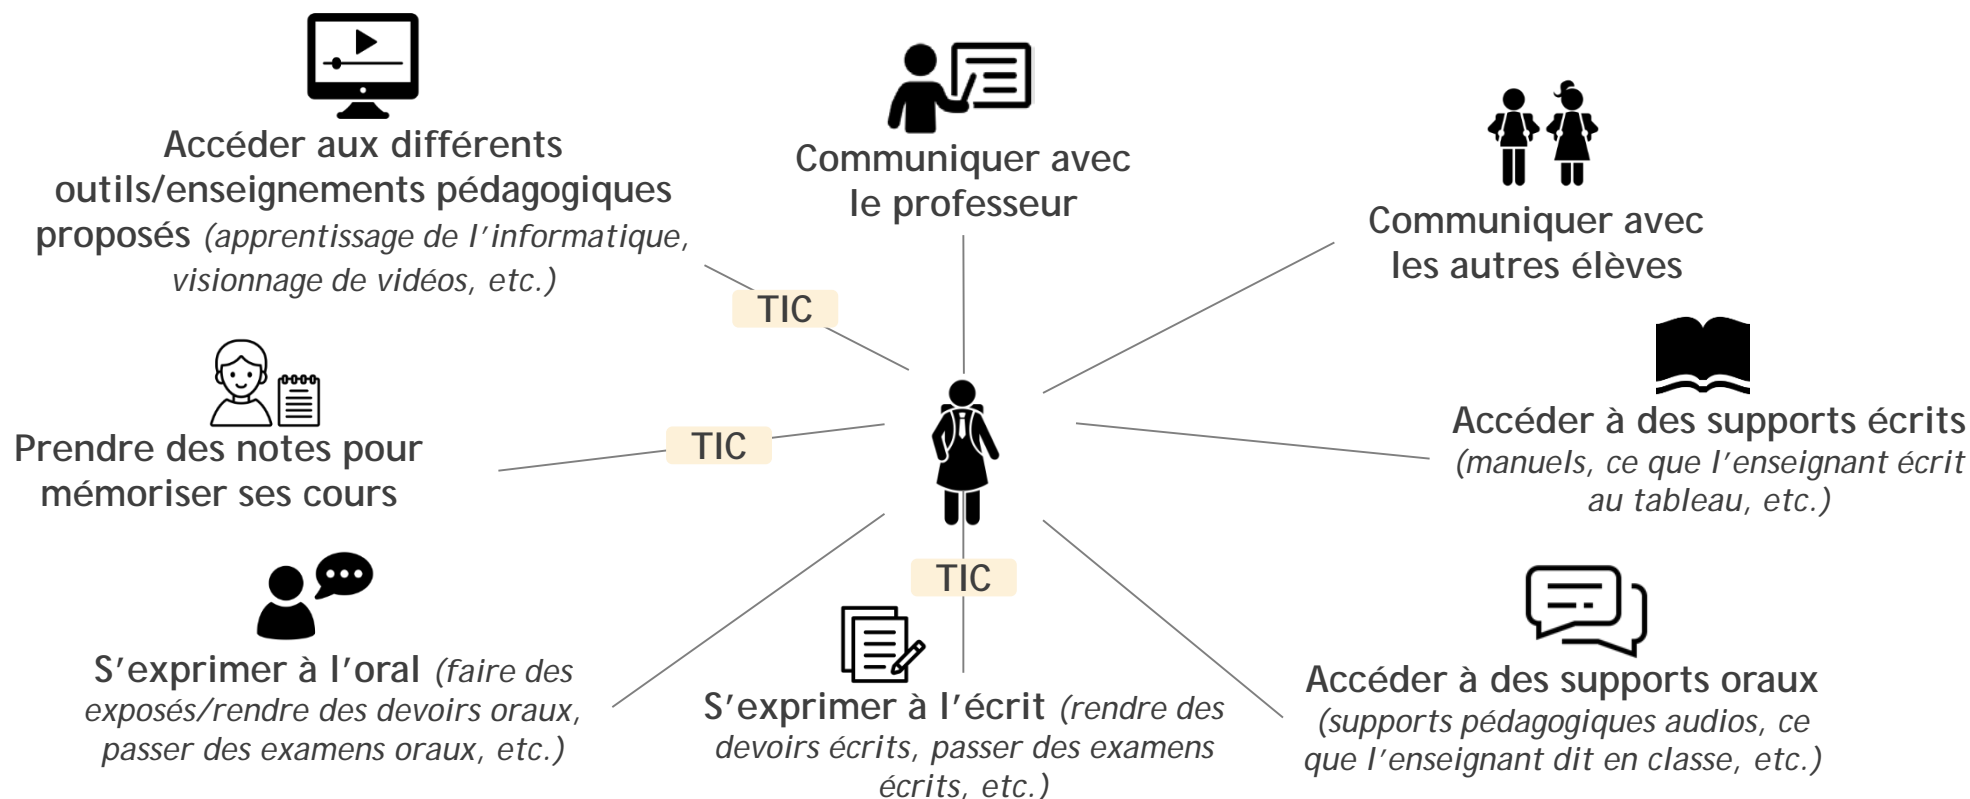 Accéder aux différents
outils/enseignements pédagogiques
proposés (apprentissage de l'informatique,
visionnage de vidéos, etc.)
Communiquer avec
le professeur
Communiquer avec
les autres élèves
TIC
Prendre des notes pour
mémoriser ses cours
TIC
Accéder à des supports écrits
(manuels, ce que l'enseignant écrit
au tableau, etc.)
TIC
S'exprimer à l'oral (faire des
exposés/rendre des devoirs oraux,
passer des examens oraux, etc.)
S'exprimer à l'écrit (rendre des
devoirs écrits, passer des examens
écrits, etc.)
Accéder à des supports oraux
(supports pédagogiques audios, ce
que l'enseignant dit en classe, etc.)